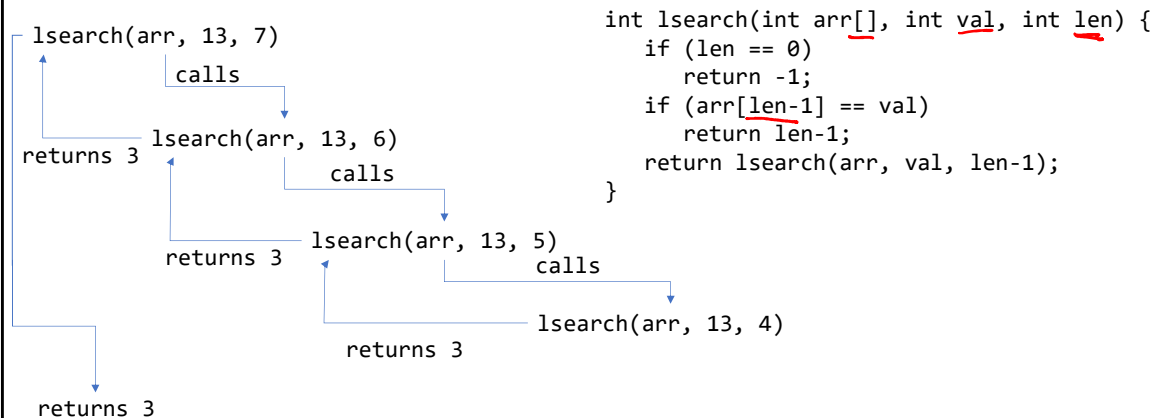 lsearch(arr, 13, 7)
calls
lsearch(arr, 13, 6)
returns 3
calls
lsearch(arr, 13, 5)
returns 3
calls
lsearch(arr, 13, 4)
returns 3
returns 3
int lsearch(int arr[], int val, int len) {
   if (len == 0)
      return -1;
   if (arr[len-1] == val)
      return len-1;
   return lsearch(arr, val, len-1);
}